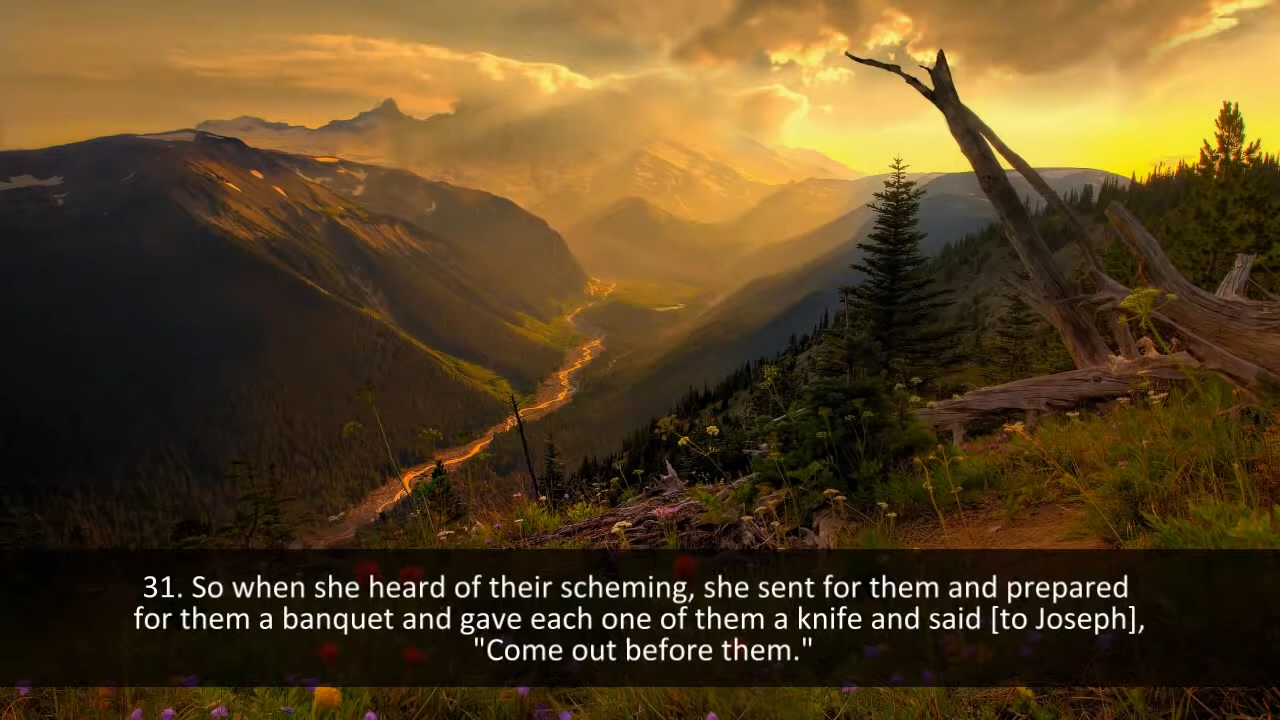 31. So when she heard of their scheming, she sent for them and prepared
for them a banquet and gave each one of them a knife and said [to Joseph],
"Come out before them."